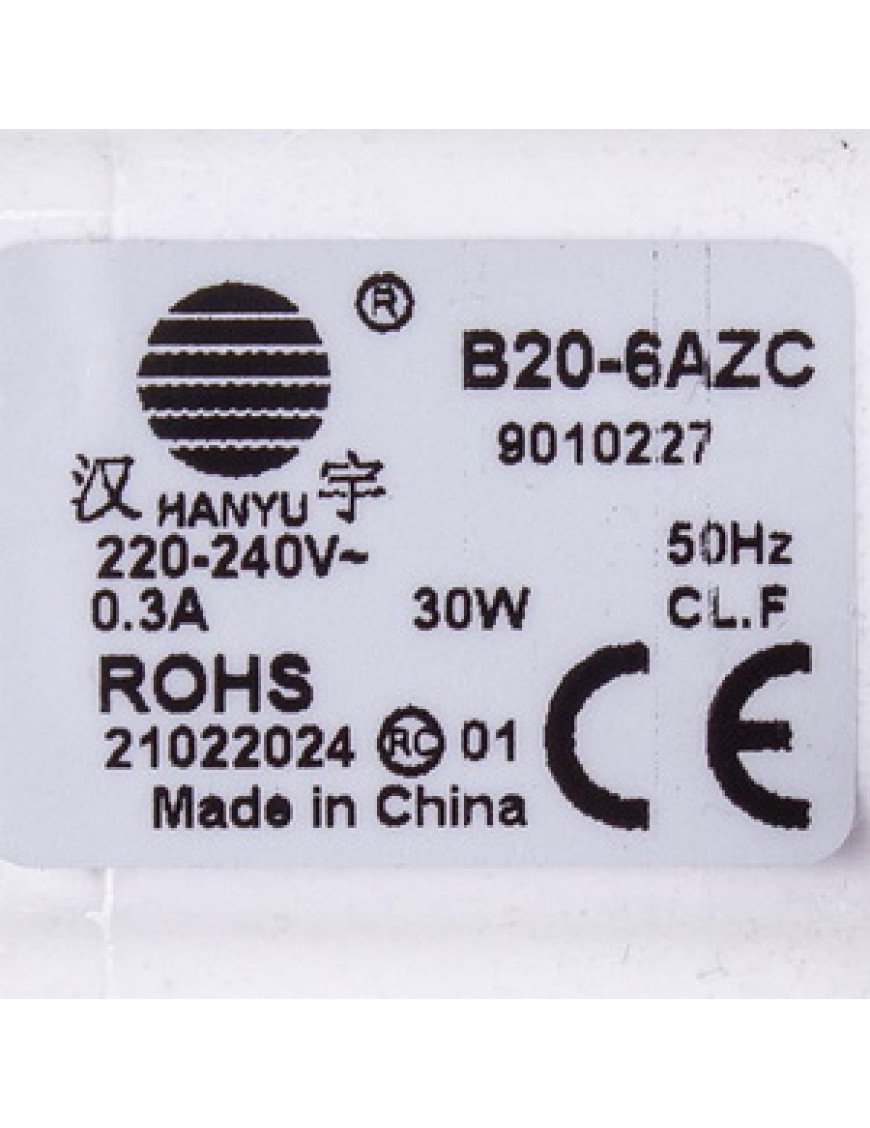 ®
B20-6AZC
9010227
汉 HANYU 宇
220-240V~ 50Hz
0.3A 30W CL.F
ROHS
21022024 RC 01
Made in China
CE